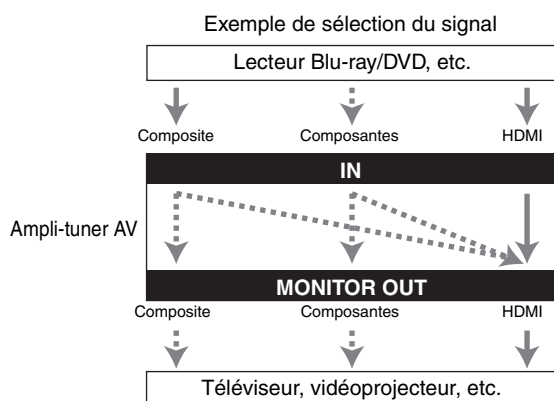 Exemple de sélection du signal
Lecteur Blu-ray/DVD, etc.
Composite Composantes HDMI
IN
Ampli-tuner AV
MONITOR OUT
Composite Composantes HDMI
Téléviseur, vidéoprojecteur, etc.